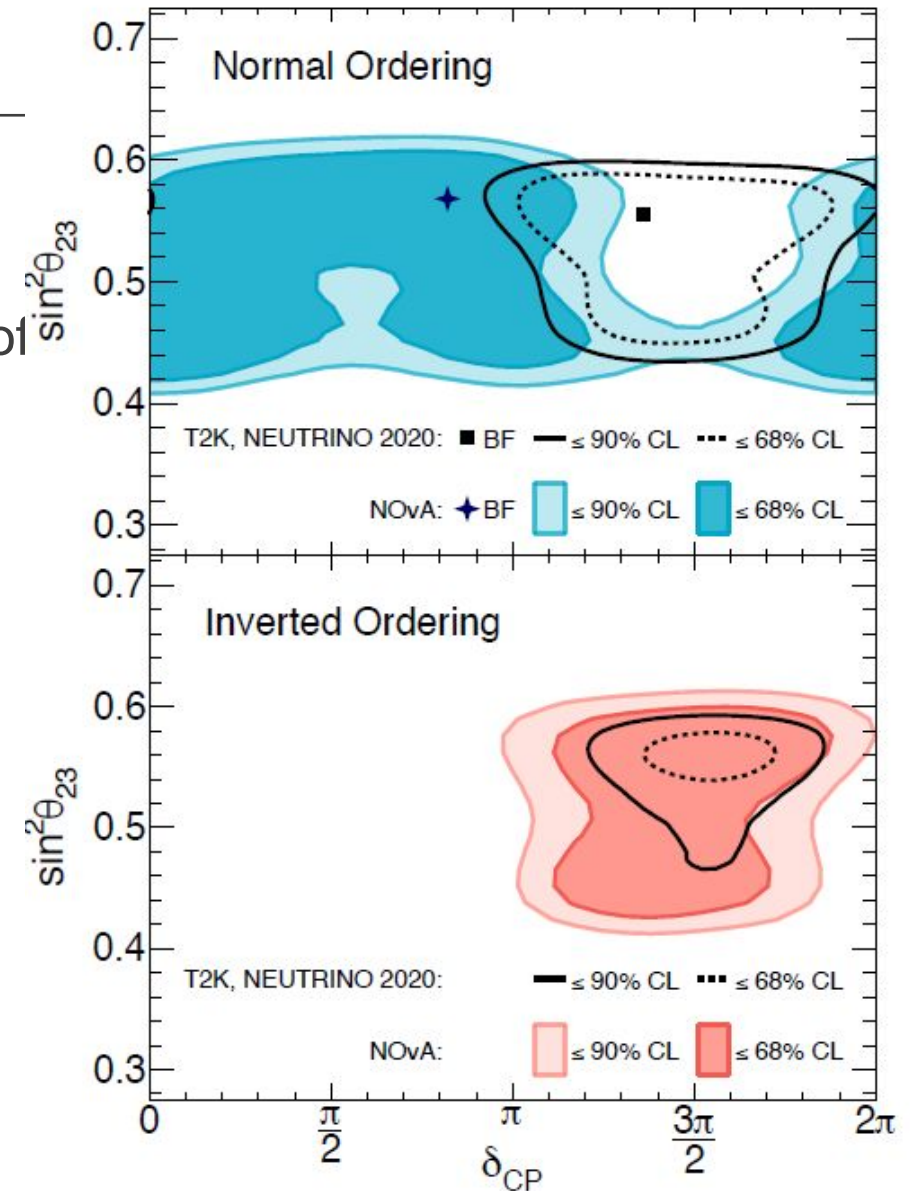 0.7
Normal Ordering
0.6
0.5
0.4
sin²θ₂₃
of
T2K, NEUTRINO 2020: BF ≤ 90% CL ≤ 68% CL
NOvA: BF ≤ 90% CL ≤ 68% CL
0.3
0.7
Inverted Ordering
0.6
0.5
0.4
sin²θ₂₃
T2K, NEUTRINO 2020: ≤ 90% CL ≤ 68% CL
NOvA: ≤ 90% CL ≤ 68% CL
0.3
0 π/2 π 3π/2 2π
δCP